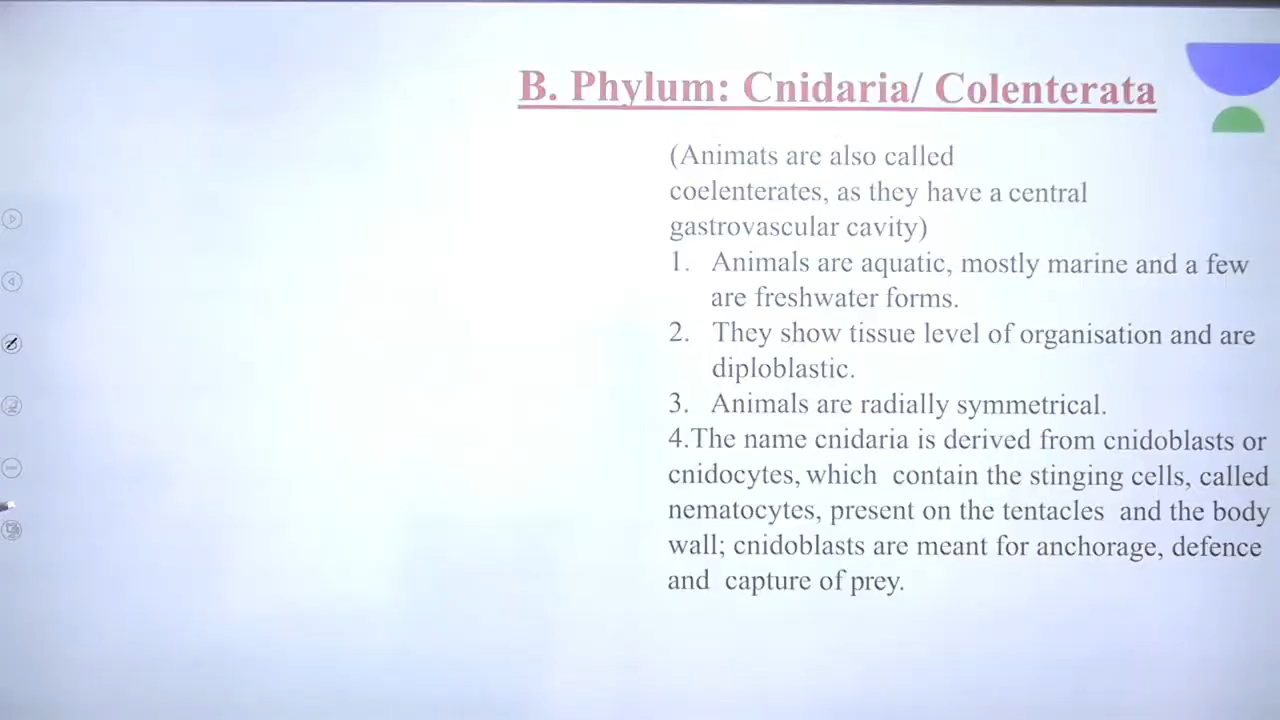 B. Phylum: Cnidaria/ Colenterata
(Animats are also called
coelenterates, as they have a central
gastrovascular cavity)
1. Animals are aquatic, mostly marine and a few
are freshwater forms.
2. They show tissue level of organisation and are
diploblastic.
3. Animals are radially symmetrical.
4.The name cnidaria is derived from cnidoblasts or
cnidocytes, which contain the stinging cells, called
nematocytes, present on the tentacles and the body
wall; cnidoblasts are meant for anchorage, defence
and capture of prey.